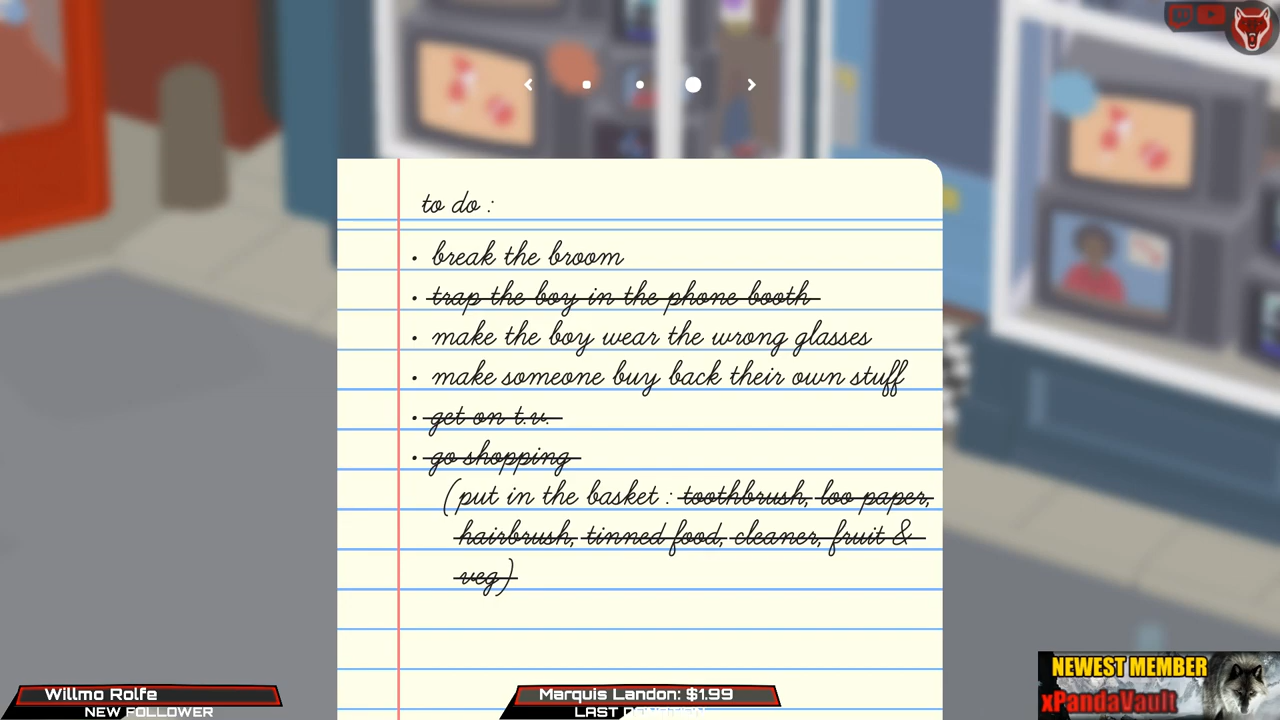 to do :
• break the broom
• trap the boy in the phone booth
• make the boy wear the wrong glasses
• make someone buy back their own stuff
• get on t.v.
• go shopping
(put in the basket : toothbrush, loo paper,
hairbrush, tinned food, cleaner, fruit &
veg)
Willmo Rolfe
NEW FOLLOWER
Marquis Landon: $1.99
LAST DONATION
NEWEST MEMBER
xPandaVault